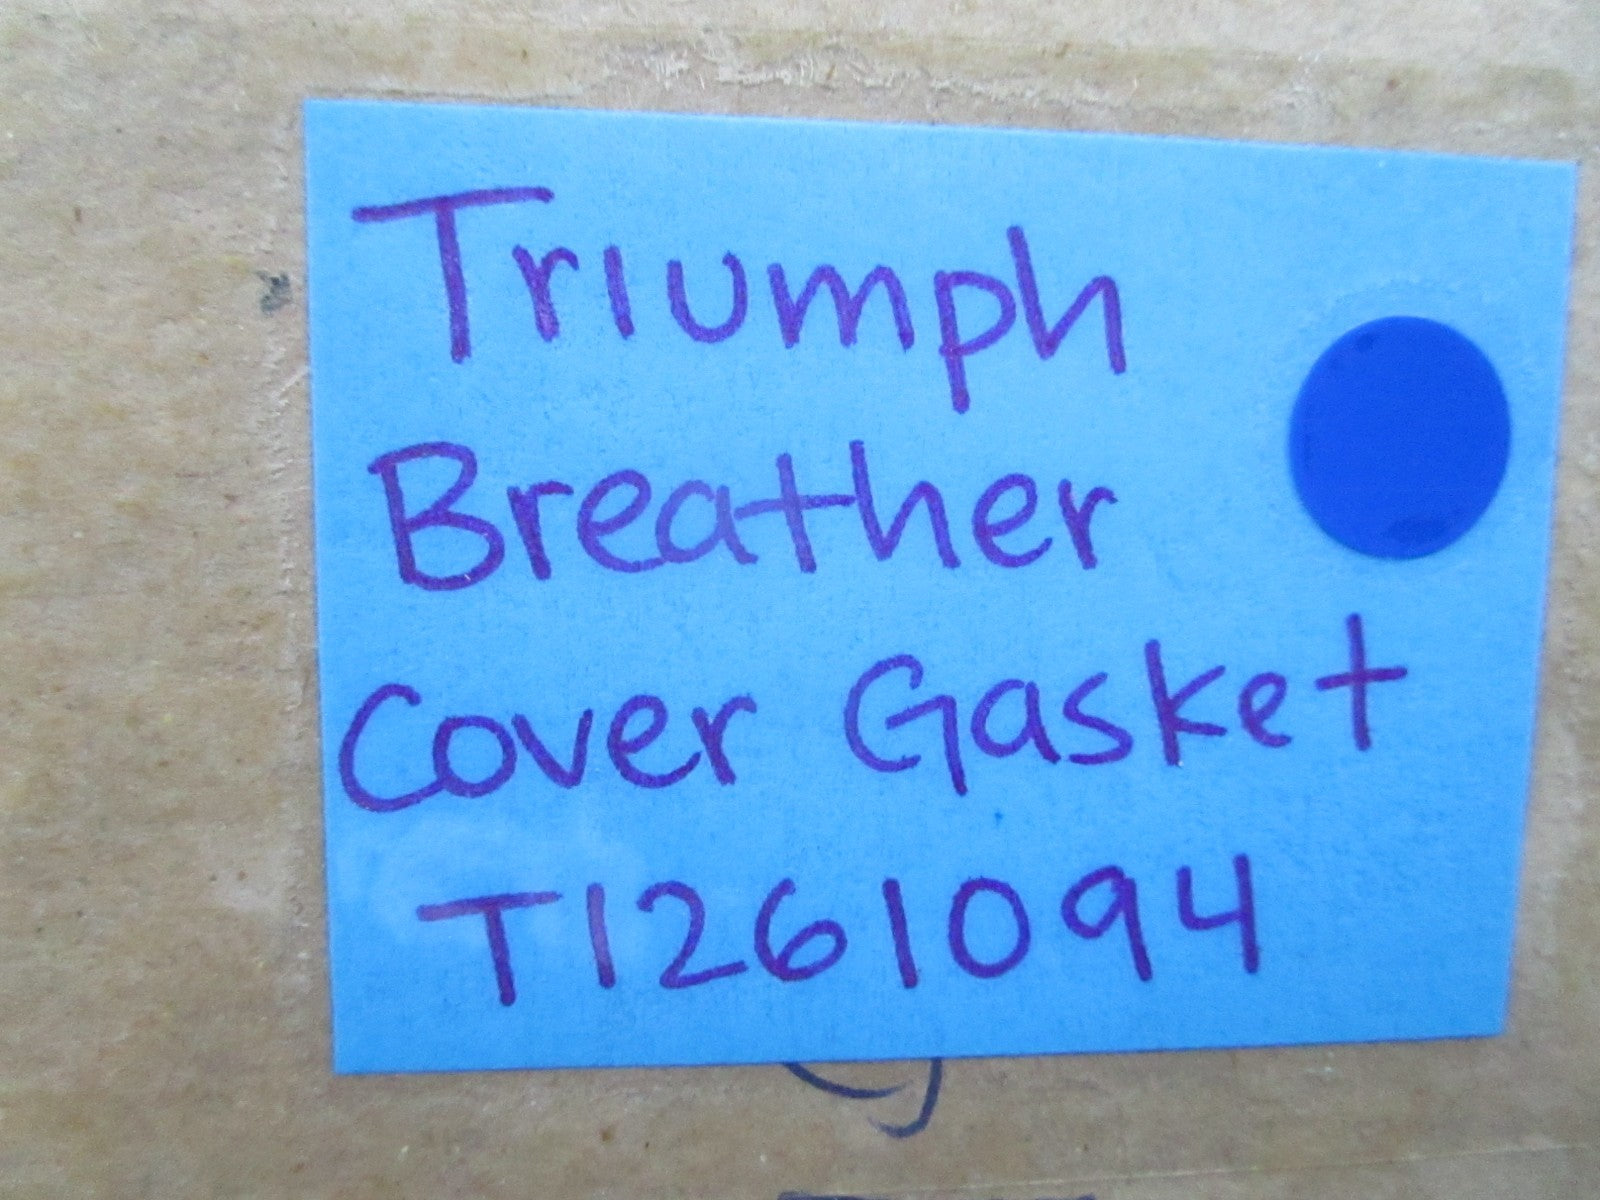 Triumph
Breather
Cover Gasket
T1261094